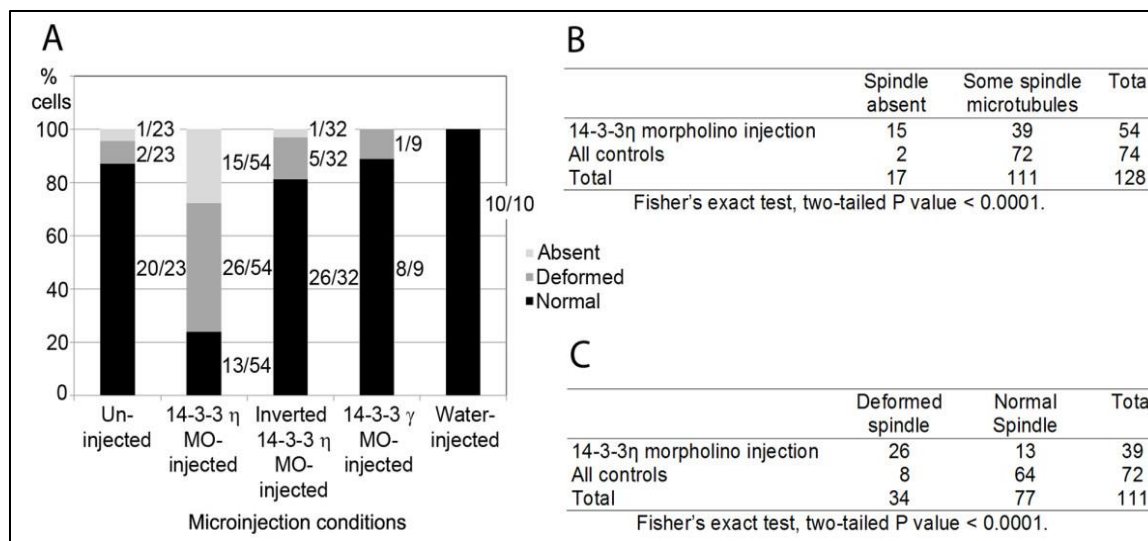 A
%
cells
100
80
60
40
20
0
1/23
2/23
20/23
15/54
26/54
13/54
1/32
5/32
26/32
1/9
8/9
10/10
Absent
Deformed
Normal
Un-
injected
14-3-3 η
MO-
injected
Inverted
14-3-3 η
MO-
injected
14-3-3 γ
MO-
injected
Water-
injected
Microinjection conditions
B
Spindle absent Some spindle microtubules Tota
14-3-3η morpholino injection 15 39 54
All controls 2 72 74
Total 17 111 128
Fisher's exact test, two-tailed P value < 0.0001.
C
Deformed spindle Normal Spindle Tota
14-3-3η morpholino injection 26 13 39
All controls 8 64 72
Total 34 77 111
Fisher's exact test, two-tailed P value < 0.0001.